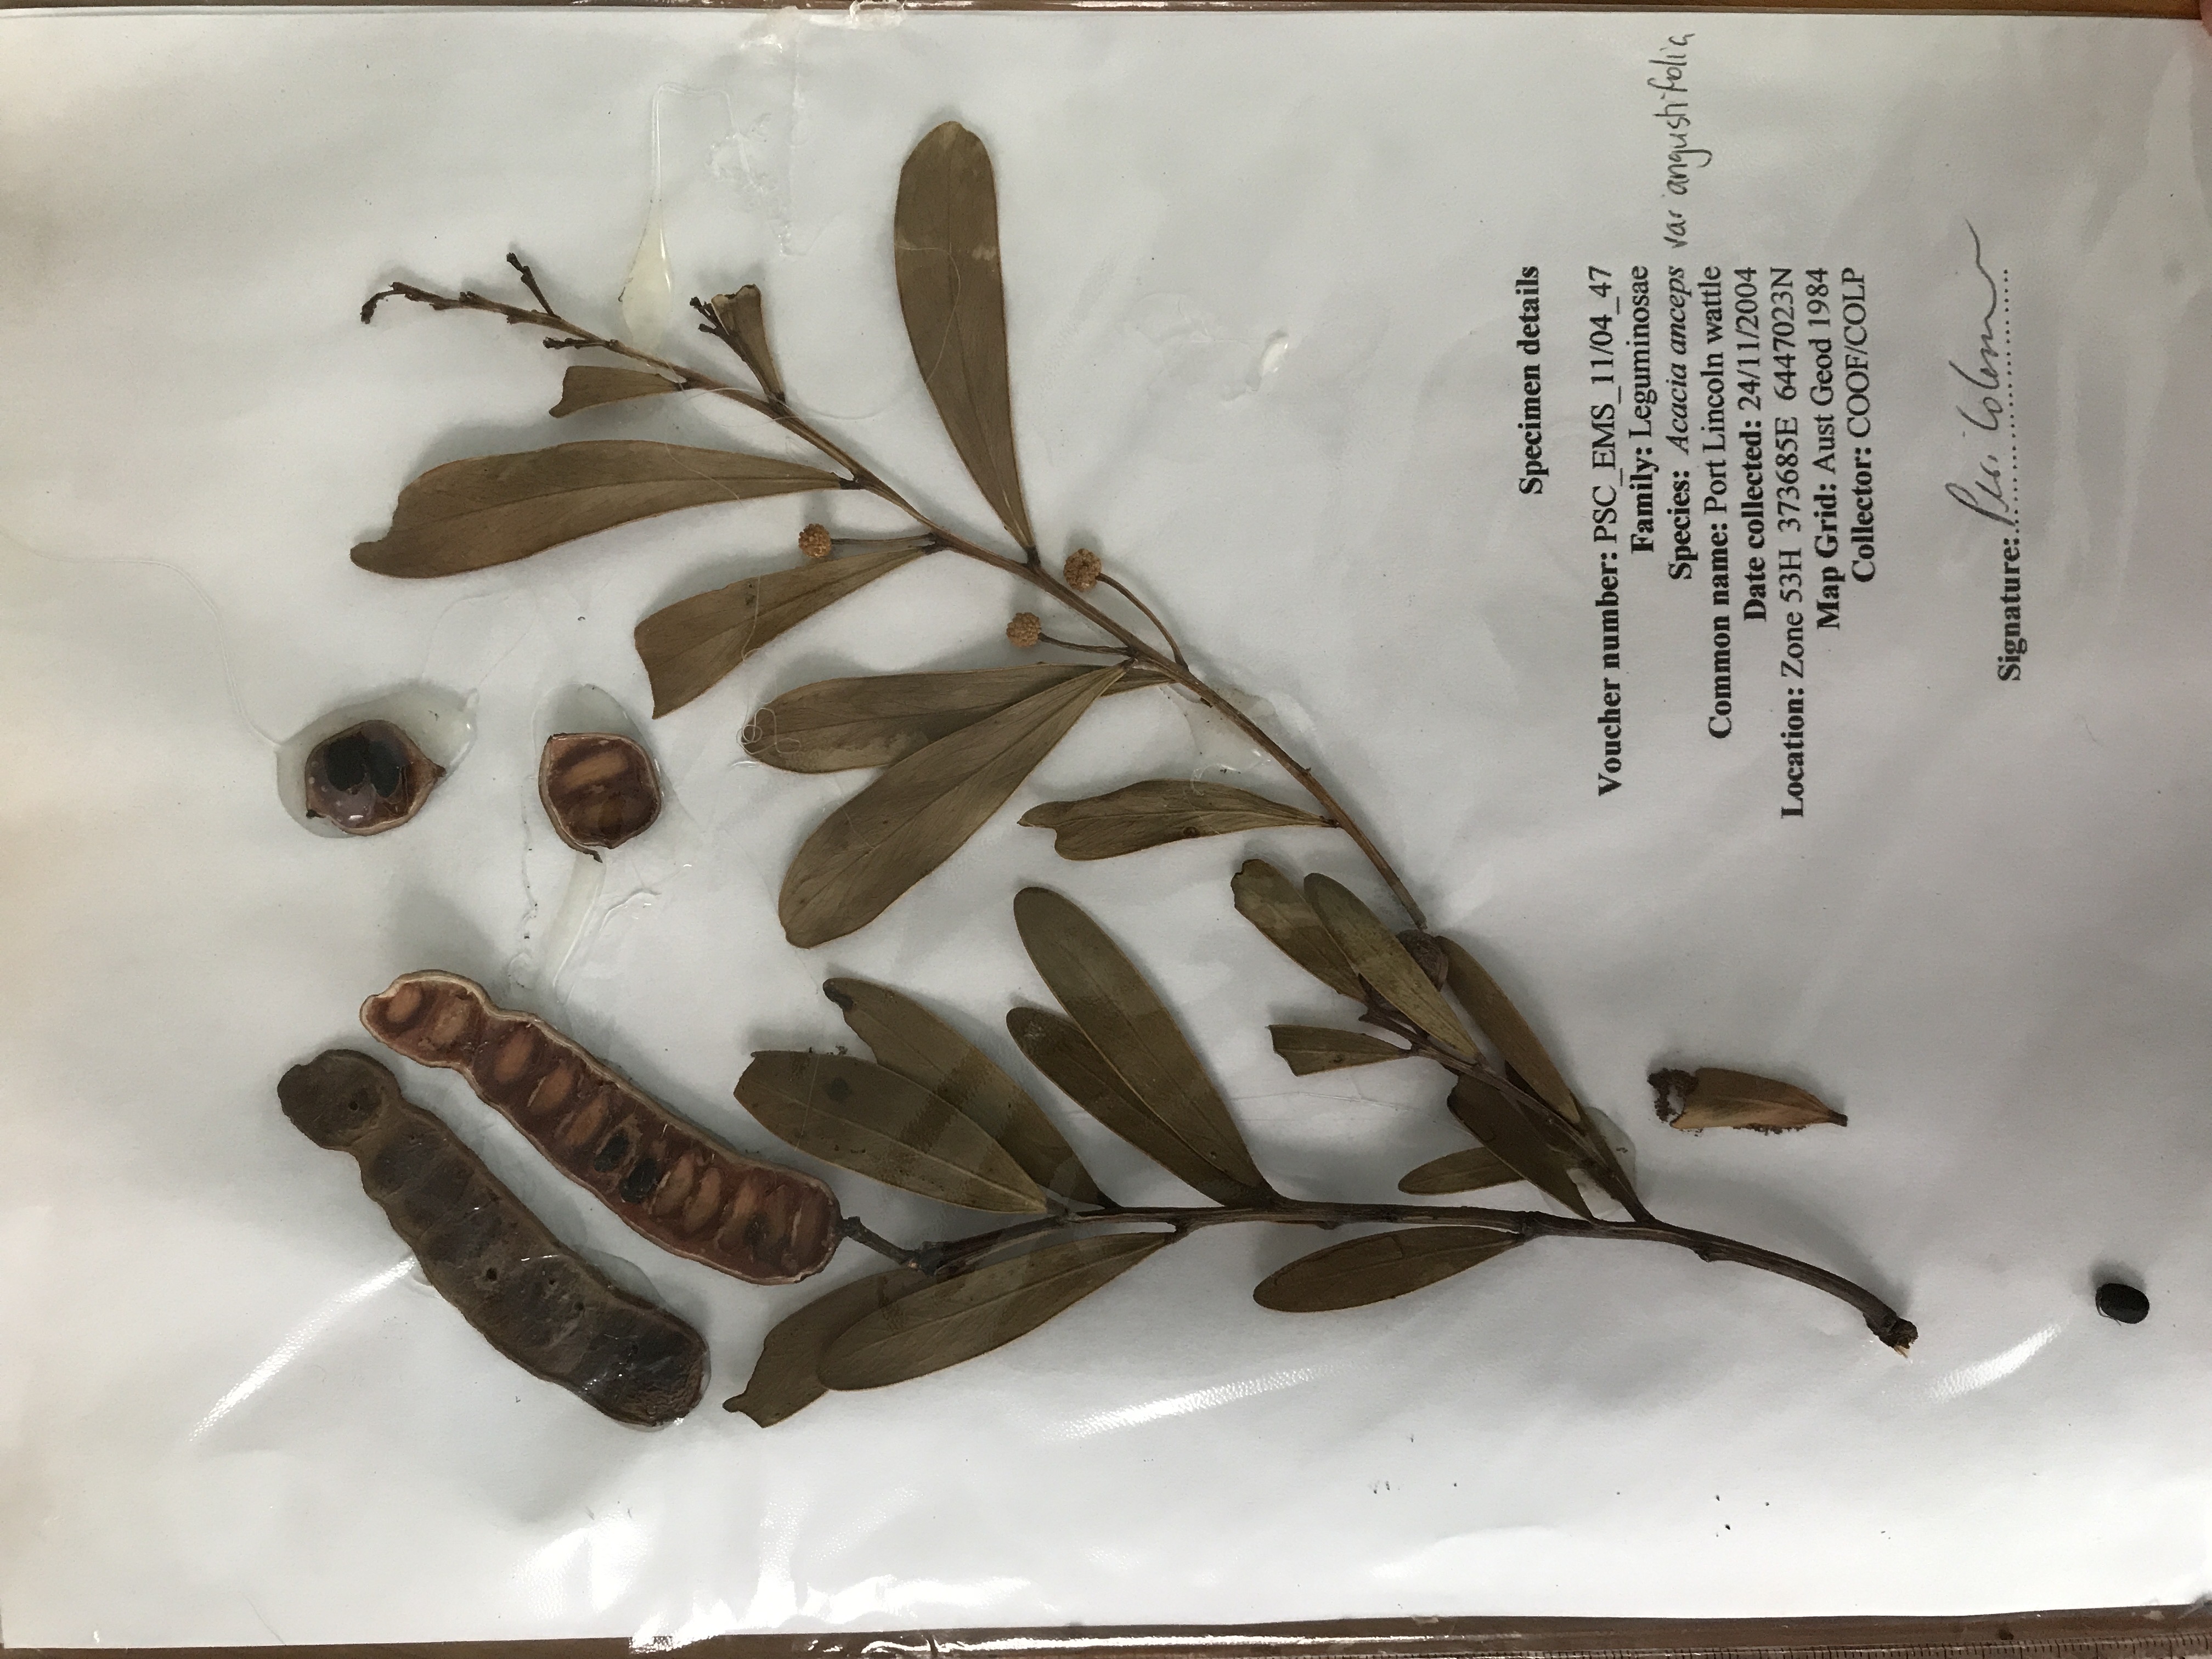 Specimen details
Voucher number: PSC_EMS_11/04_47
Family: Leguminosae
Species: Acacia anceps var angustifolia
Common name: Port Lincoln wattle
Date collected: 24/11/2004
Location: Zone 53H 373685E 6447023N
Map Grid: Aust Geod 1984
Collector: COOF/COLP
Signature: